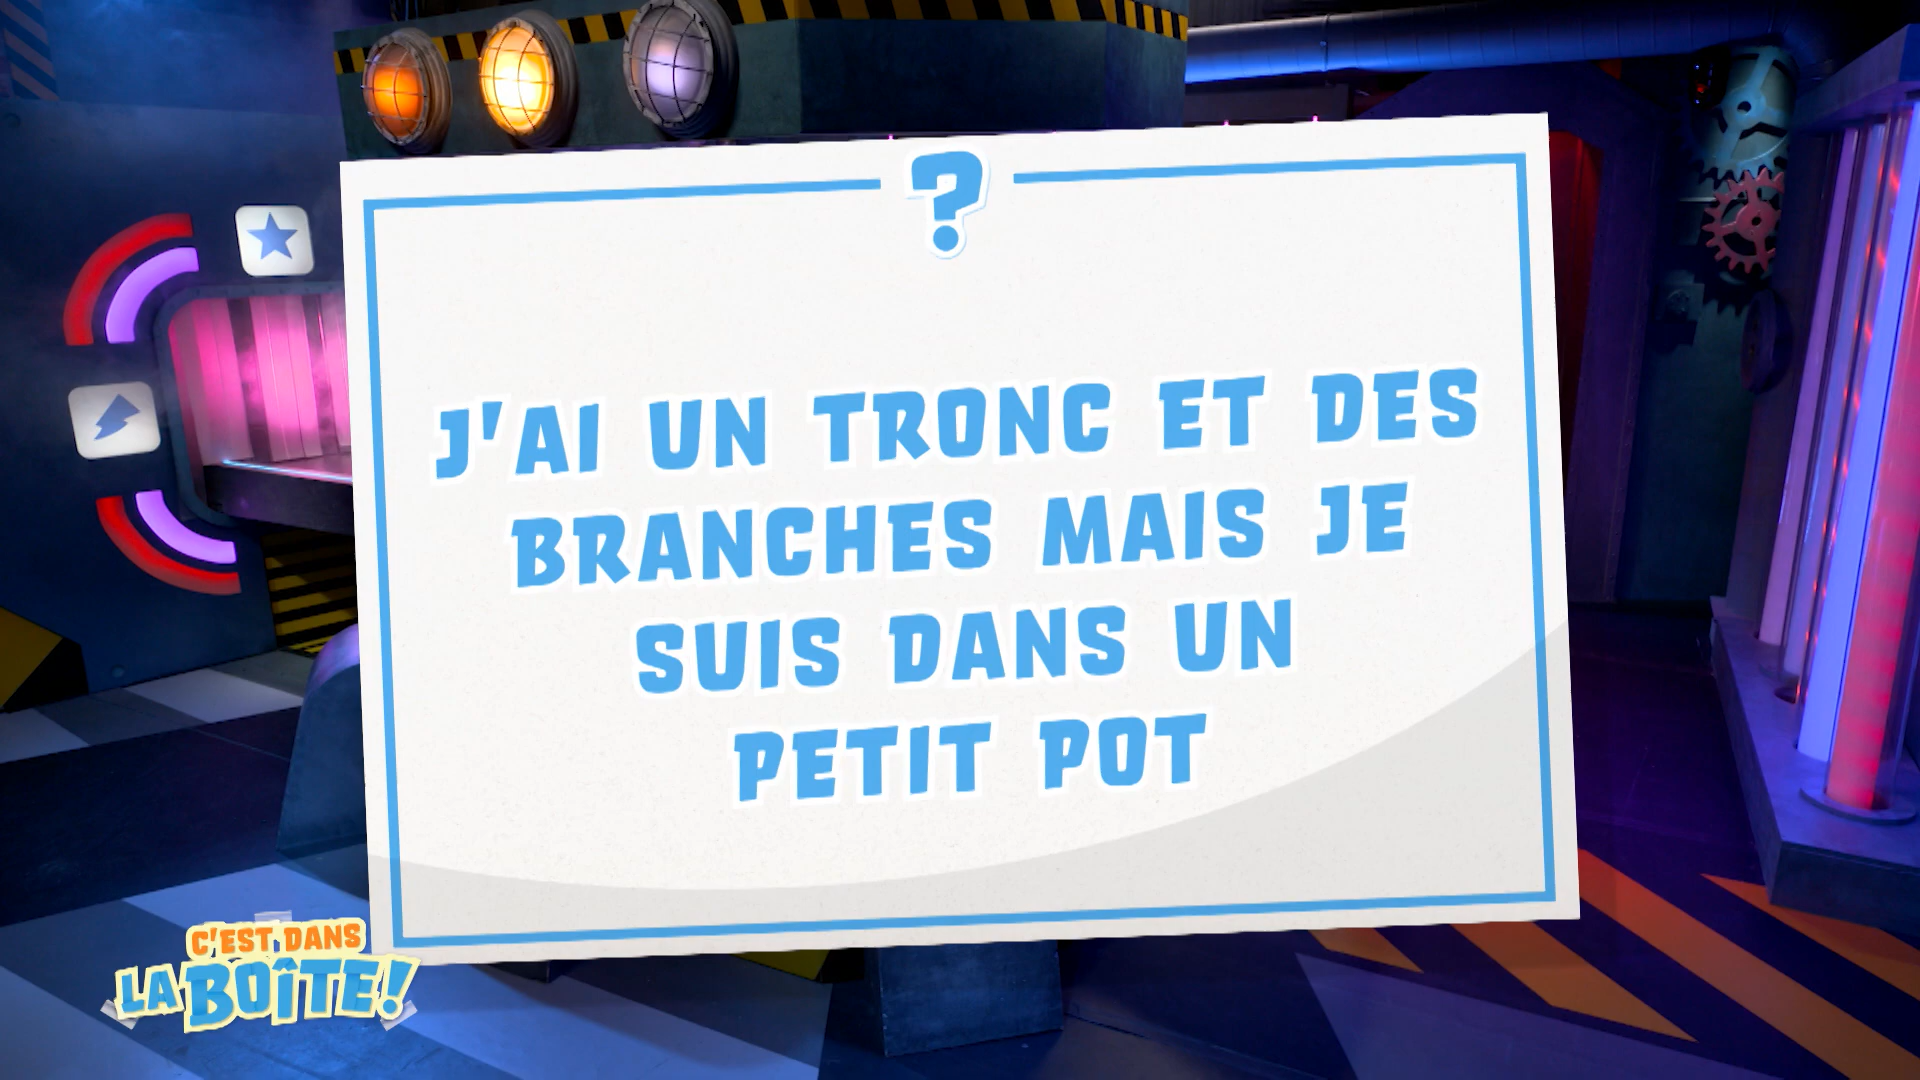 ?
J'AI UN TRONC ET DES
BRANCHES MAIS JE
SUIS DANS UN
PETIT POT
C'EST DANS
LA BOÎTE!